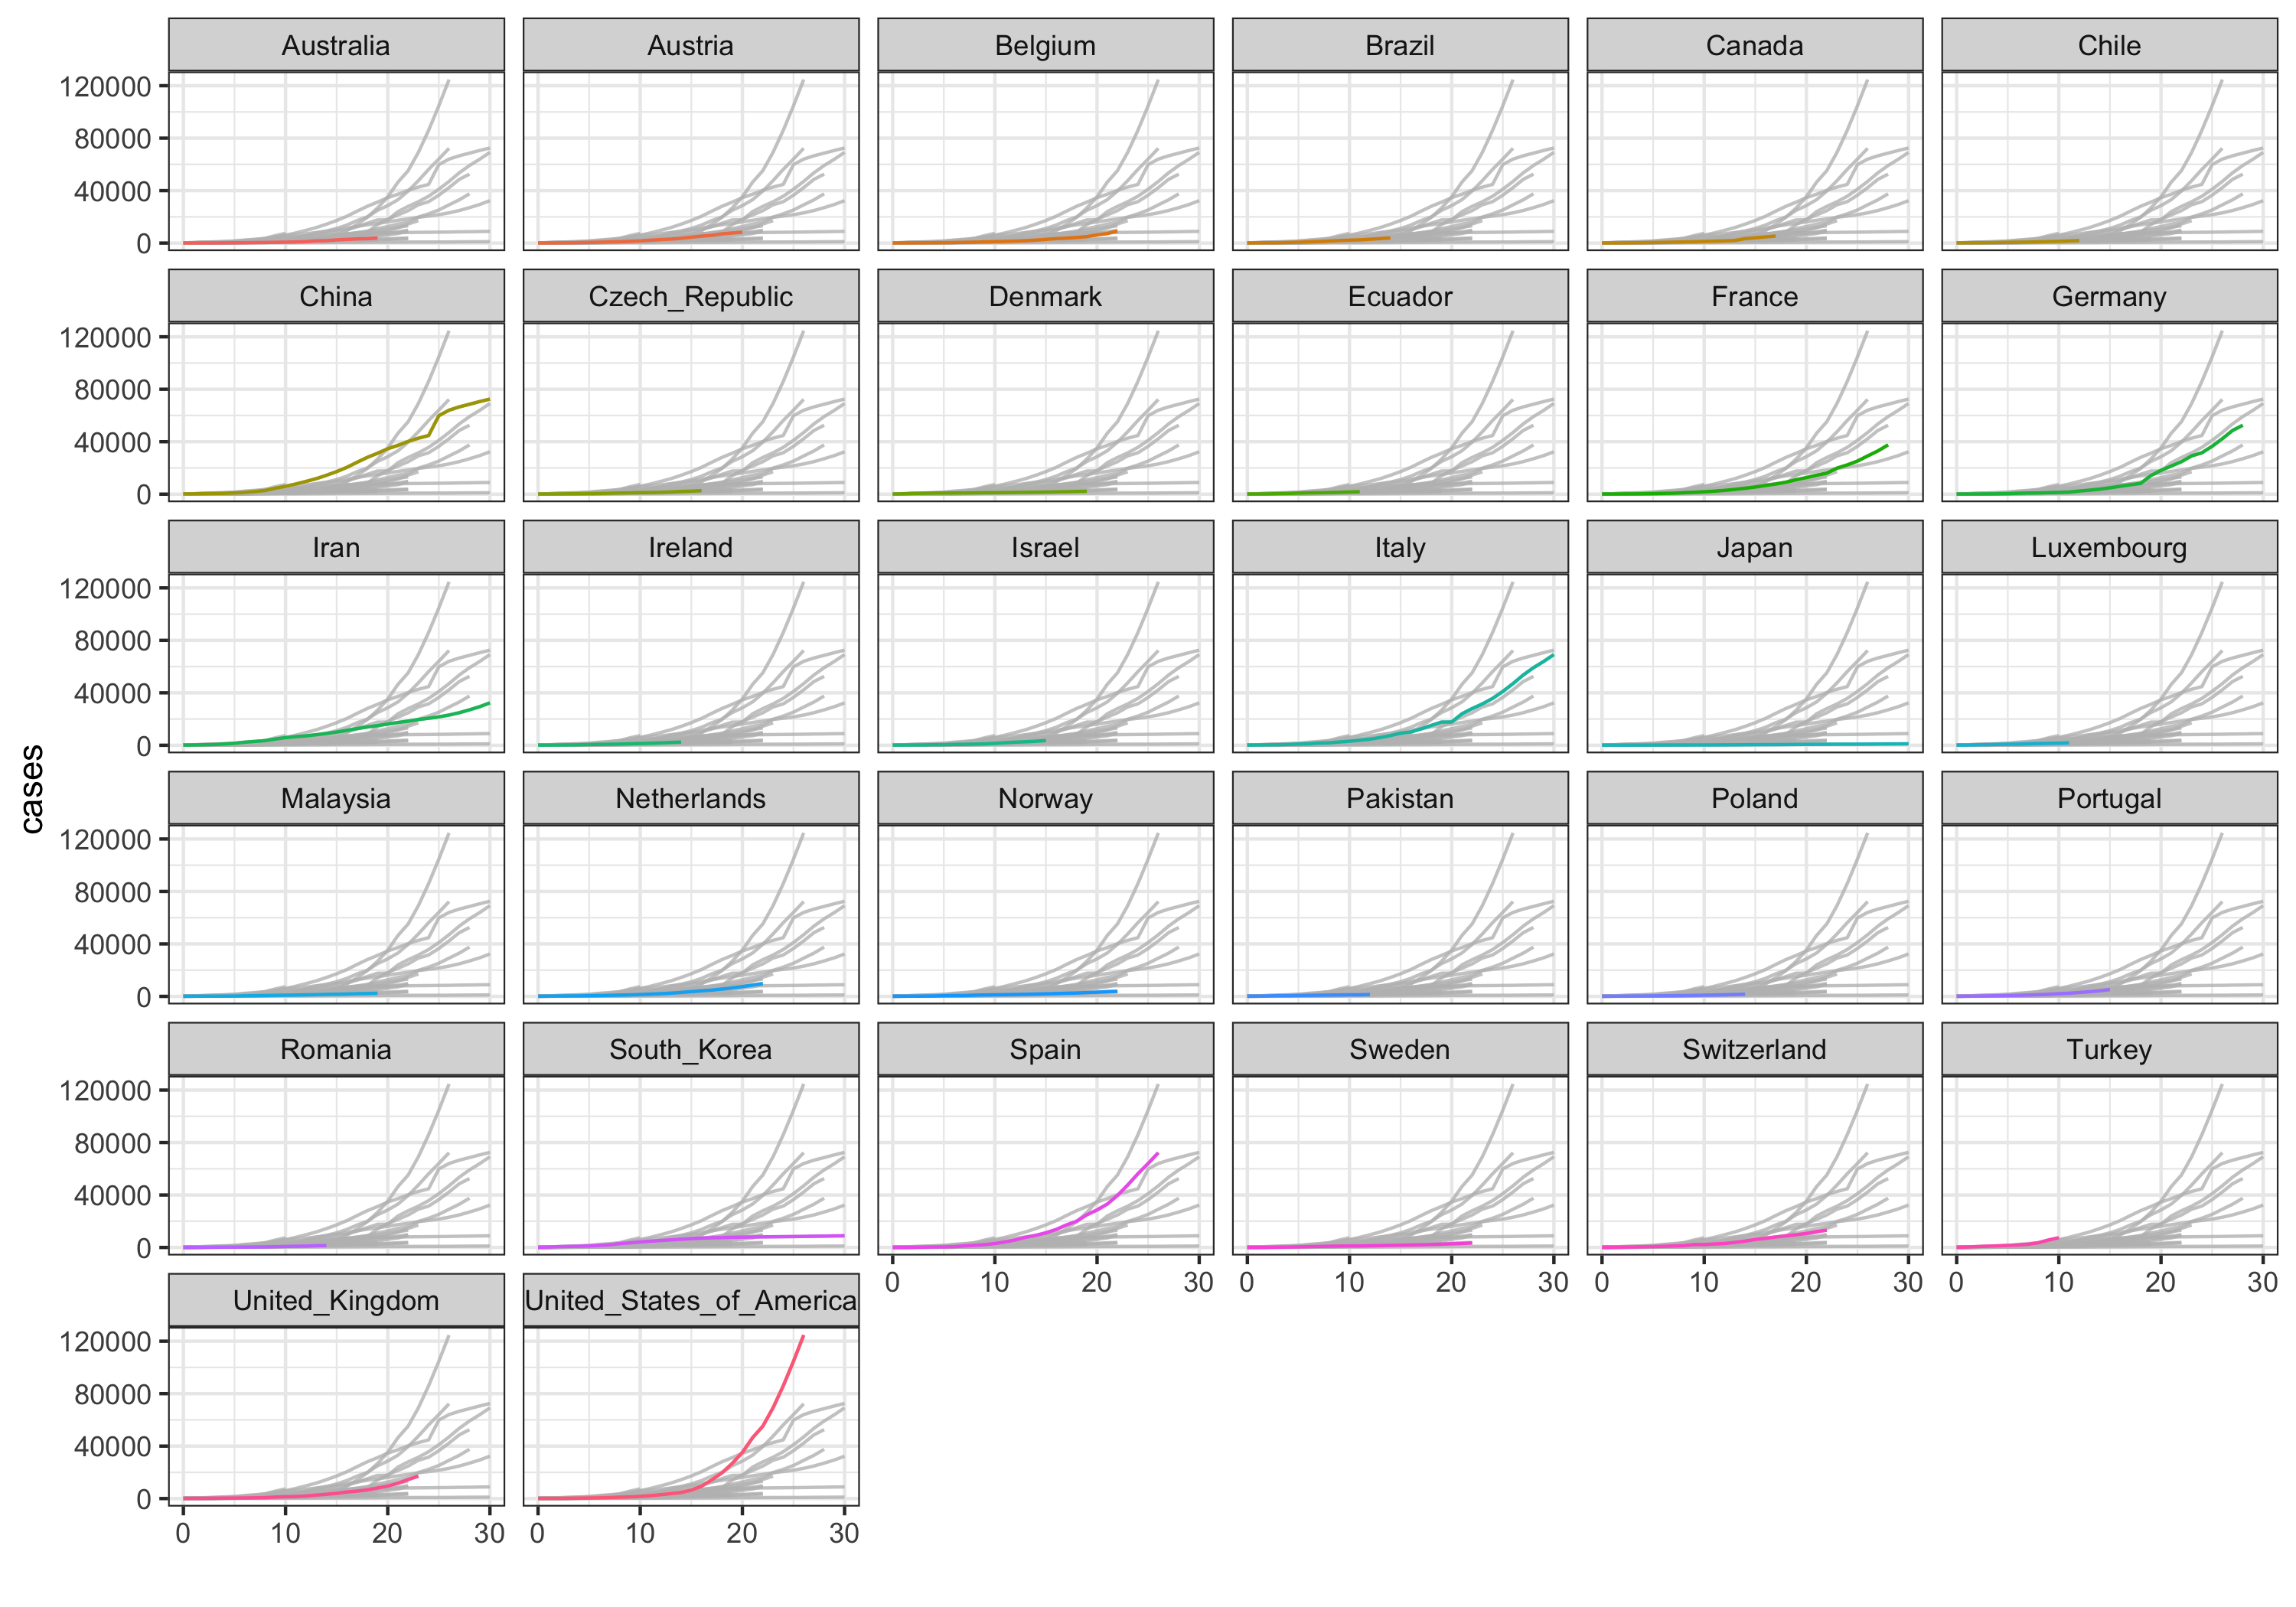 Australia Austria Belgium Brazil Canada Chile
120000
80000
40000
0
China Czech_Republic Denmark Ecuador France Germany
120000
80000
40000
0
Iran Ireland Israel Italy Japan Luxembourg
120000
80000
40000
0
cases
Malaysia Netherlands Norway Pakistan Poland Portugal
120000
80000
40000
0
Romania South_Korea Spain Sweden Switzerland Turkey
120000
80000
40000
0
0 10 20 30 0 10 20 30 0 10 20 30 0 10 20 30
United_Kingdom United_States_of_America
120000
80000
40000
0
0 10 20 30 0 10 20 30